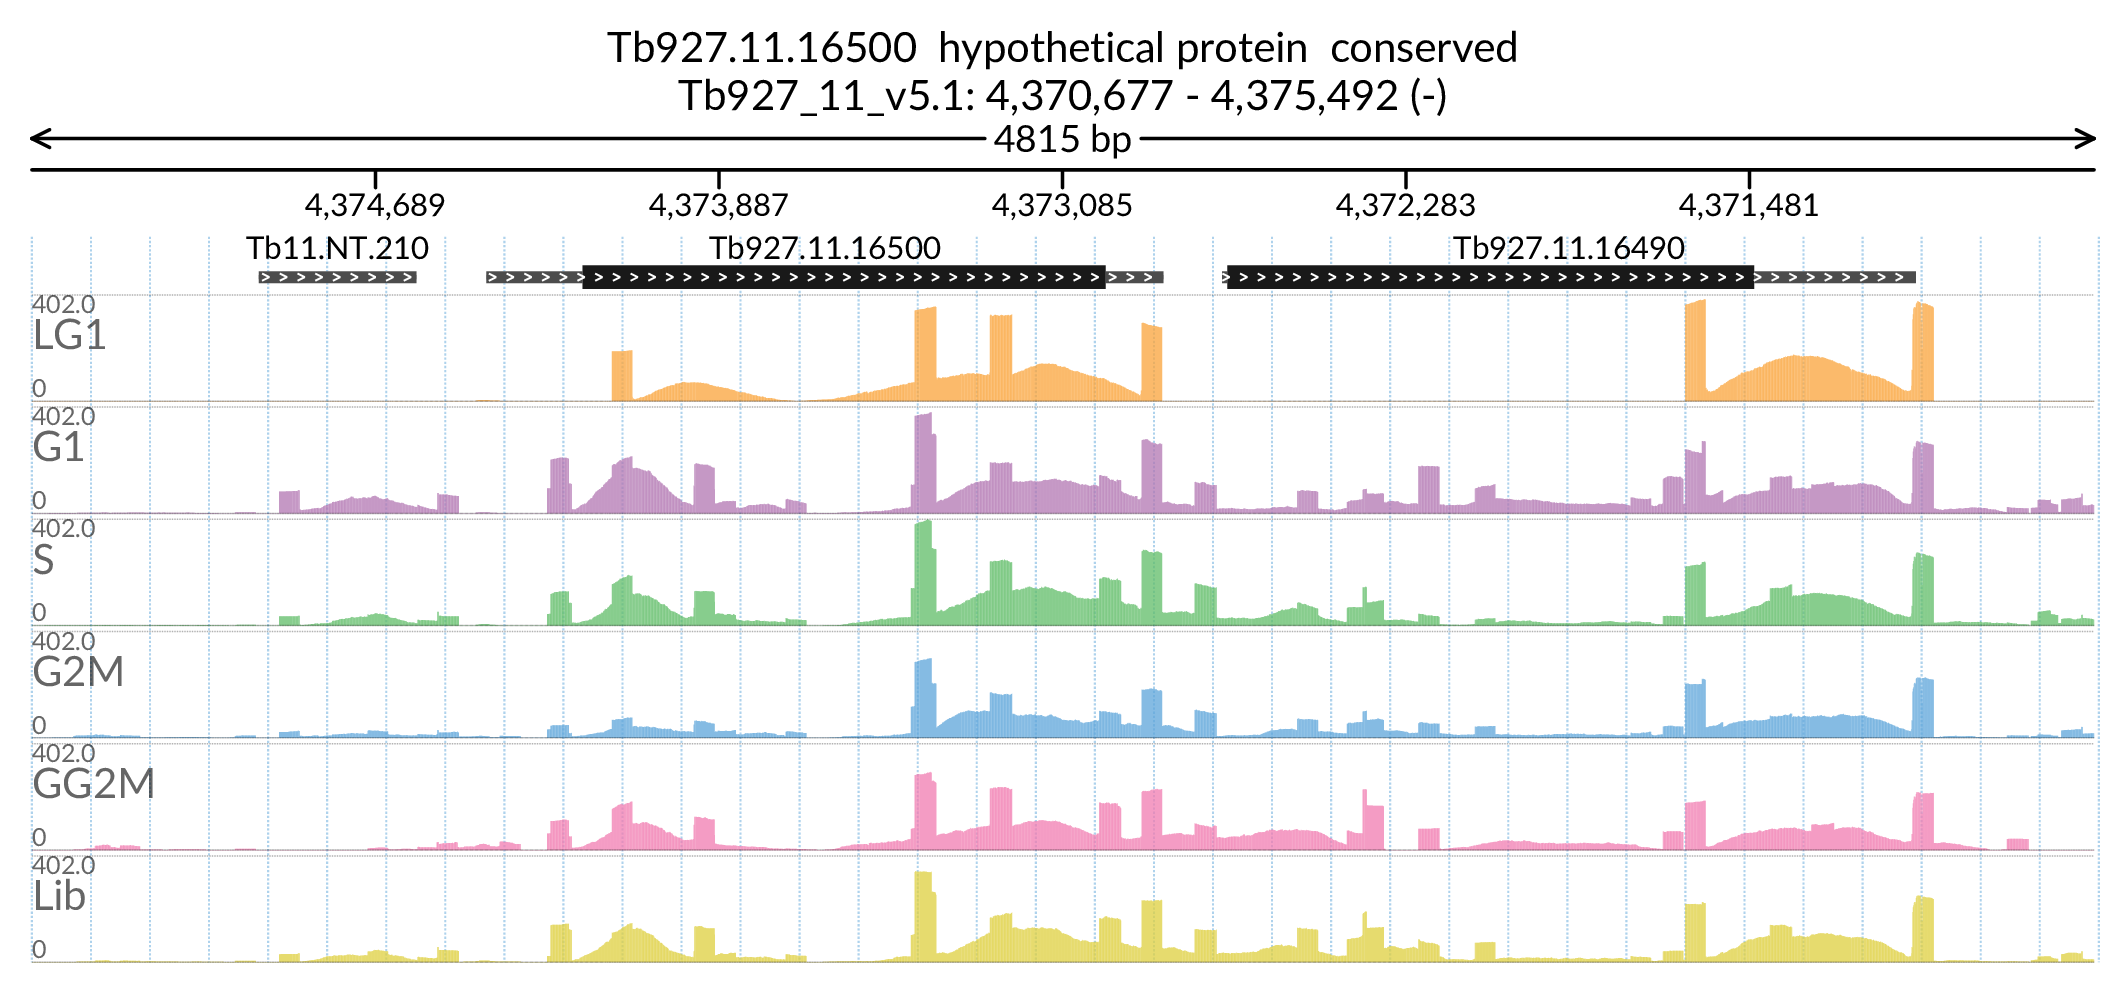 Tb927.11.16500  hypothetical protein  conserved
Tb927_11_v5.1: 4,370,677 - 4,375,492 (-)
4815 bp
4,374,689 4,373,887 4,373,085 4,372,283 4,371,481
Tb11.NT.210 Tb927.11.16500 Tb927.11.16490
402.0
LG1
0
402.0
G1
0
402.0
S
0
402.0
G2M
0
402.0
GG2M
0
402.0
Lib
0